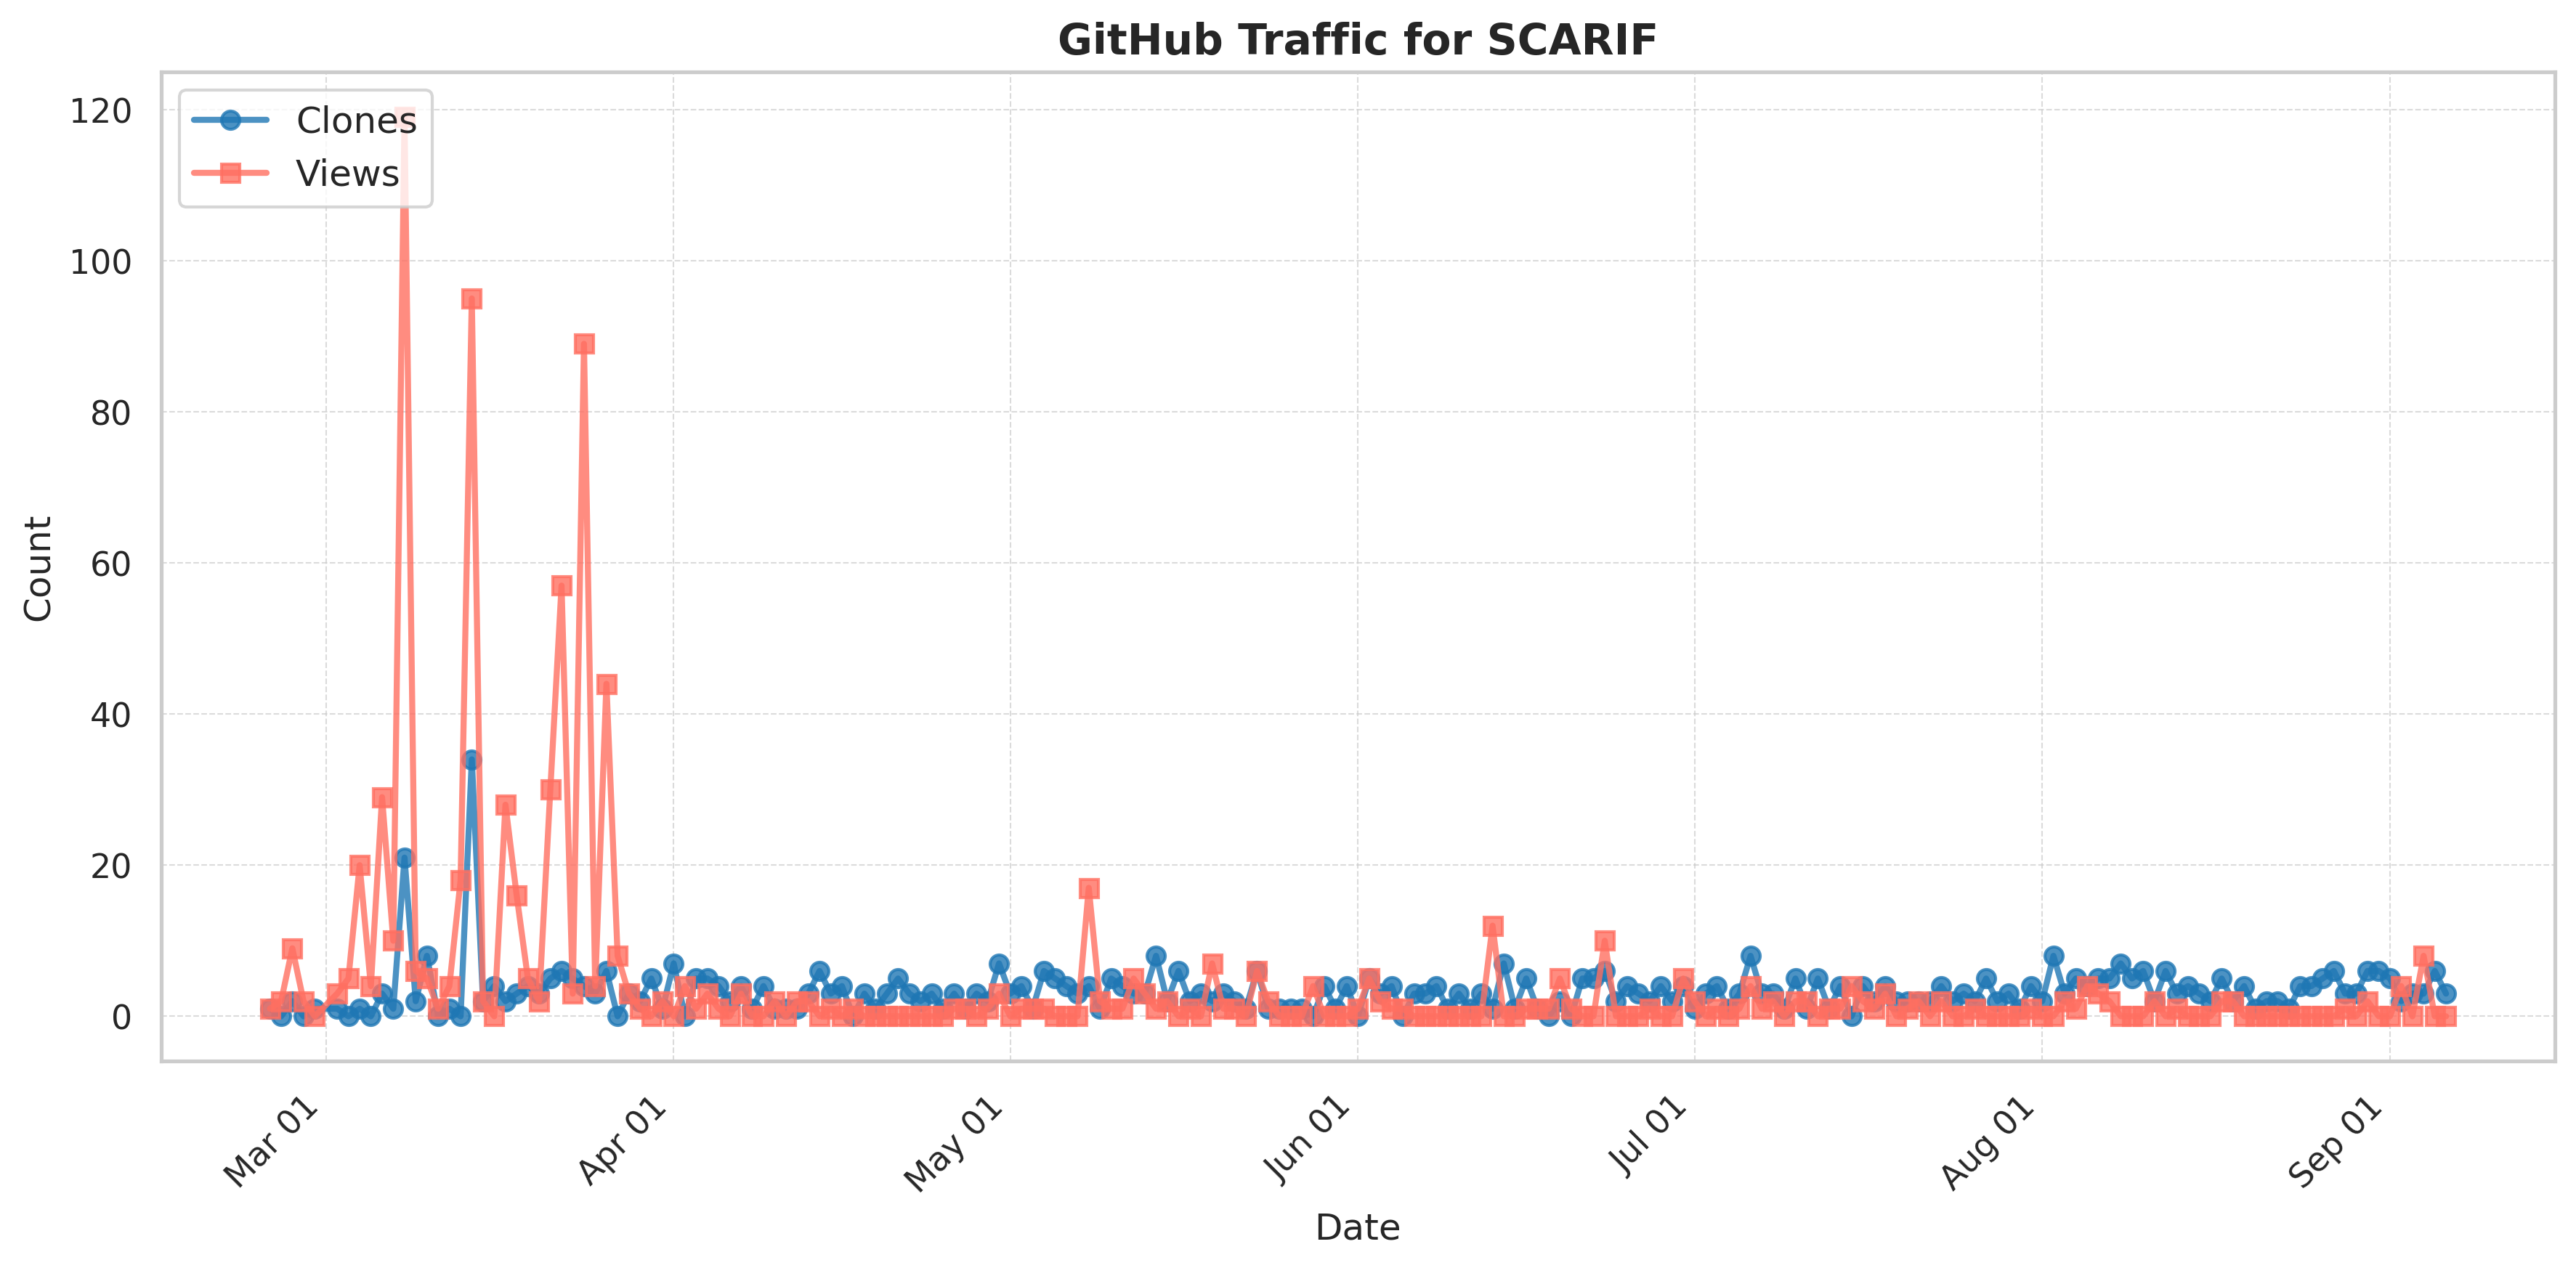 GitHub Traffic for SCARIF
Clones
Views
120
100
80
60
40
20
0
Count
Mar 01
Apr 01
May 01
Jun 01
Jul 01
Aug 01
Sep 01
Date